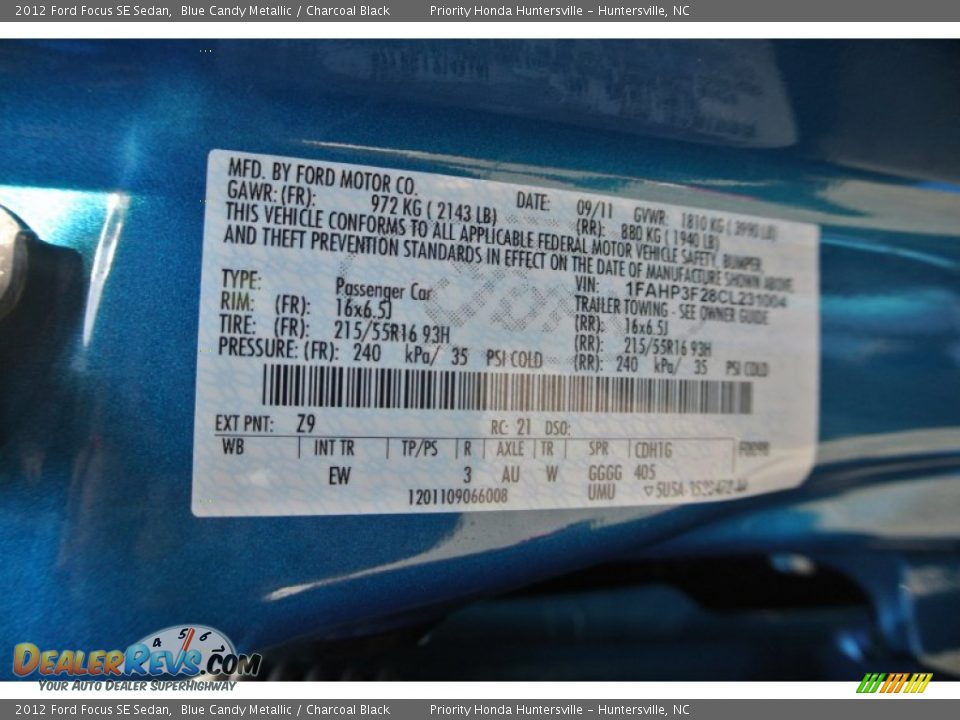 2012 Ford Focus SE Sedan,  Blue Candy Metallic / Charcoal Black        Priority Honda Huntersville - Huntersville, NC
MFD. BY FORD MOTOR CO.    DATE:    09/11    GVWR:    1810 KG ( 3990 LB)
GAWR: (FR):    972 KG ( 2143 LB)    (RR):    880 KG ( 1940 LB)
THIS VEHICLE CONFORMS TO ALL APPLICABLE FEDERAL MOTOR VEHICLE SAFETY, BUMPER,
AND THEFT PREVENTION STANDARDS IN EFFECT ON THE DATE OF MANUFACTURE SHOWN ABOVE.
VIN:    1FAHP3F28CL231004
TYPE:    Passenger Car    TRAILER TOWING - SEE OWNER GUIDE
RIM:    (FR):    16x6.5J    (RR):    16x6.5J
TIRE:    (FR):    215/55R16 93H    (RR):    215/55R16 93H
PRESSURE: (FR):    240    kPa/    35    PSI COLD    (RR):    240    kPa/    35    PSI COLD
EXT PNT:    Z9    RC: 21    DSO:
WB    INT TR    TP/PS    R    AXLE    TR    SPR    CDH1G
EW    3    AU    W    GGGG    405
1201109066008    UMU
DEALERREVS.COM
4 5 6
YOUR AUTO DEALER SUPERHIGHWAY
2012 Ford Focus SE Sedan,  Blue Candy Metallic / Charcoal Black        Priority Honda Huntersville - Huntersville, NC